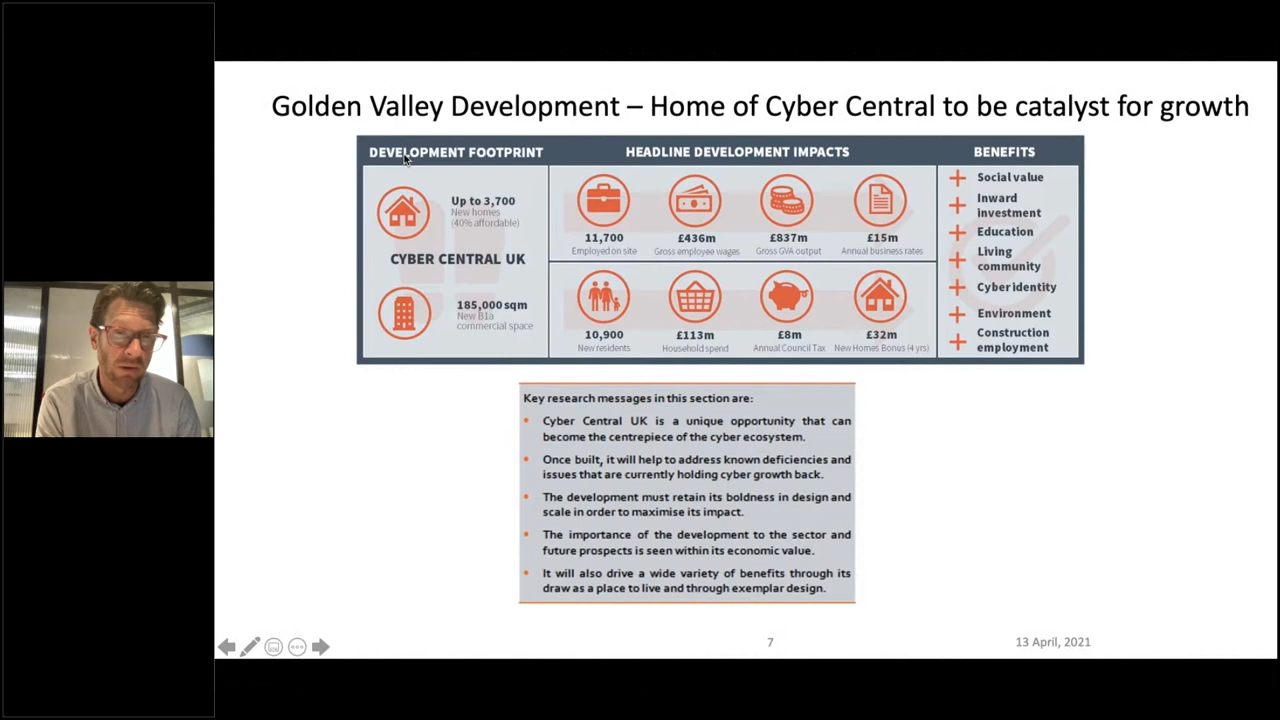 Golden Valley Development – Home of Cyber Central to be catalyst for growth
DEVELOPMENT FOOTPRINT
HEADLINE DEVELOPMENT IMPACTS
BENEFITS
Up to 3,700
New homes
(40% affordable)
CYBER CENTRAL UK
185,000 sqm
New B1a
commercial space
11,700
Employed on site
£436m
Gross employee wages
£837m
Gross GVA output
£15m
Annual business rates
10,900
New residents
£113m
Household spend
£8m
Annual Council Tax
£32m
New Homes Bonus (4 yrs)
Social value
Inward
investment
Education
Living
community
Cyber identity
Environment
Construction
employment
Key research messages in this section are:
Cyber Central UK is a unique opportunity that can
become the centrepiece of the cyber ecosystem.
Once built, it will help to address known deficiencies and
issues that are currently holding cyber growth back.
The development must retain its boldness in design and
scale in order to maximise its impact.
The importance of the development to the sector and
future prospects is seen within its economic value.
It will also drive a wide variety of benefits through its
draw as a place to live and through exemplar design.
7
13 April, 2021